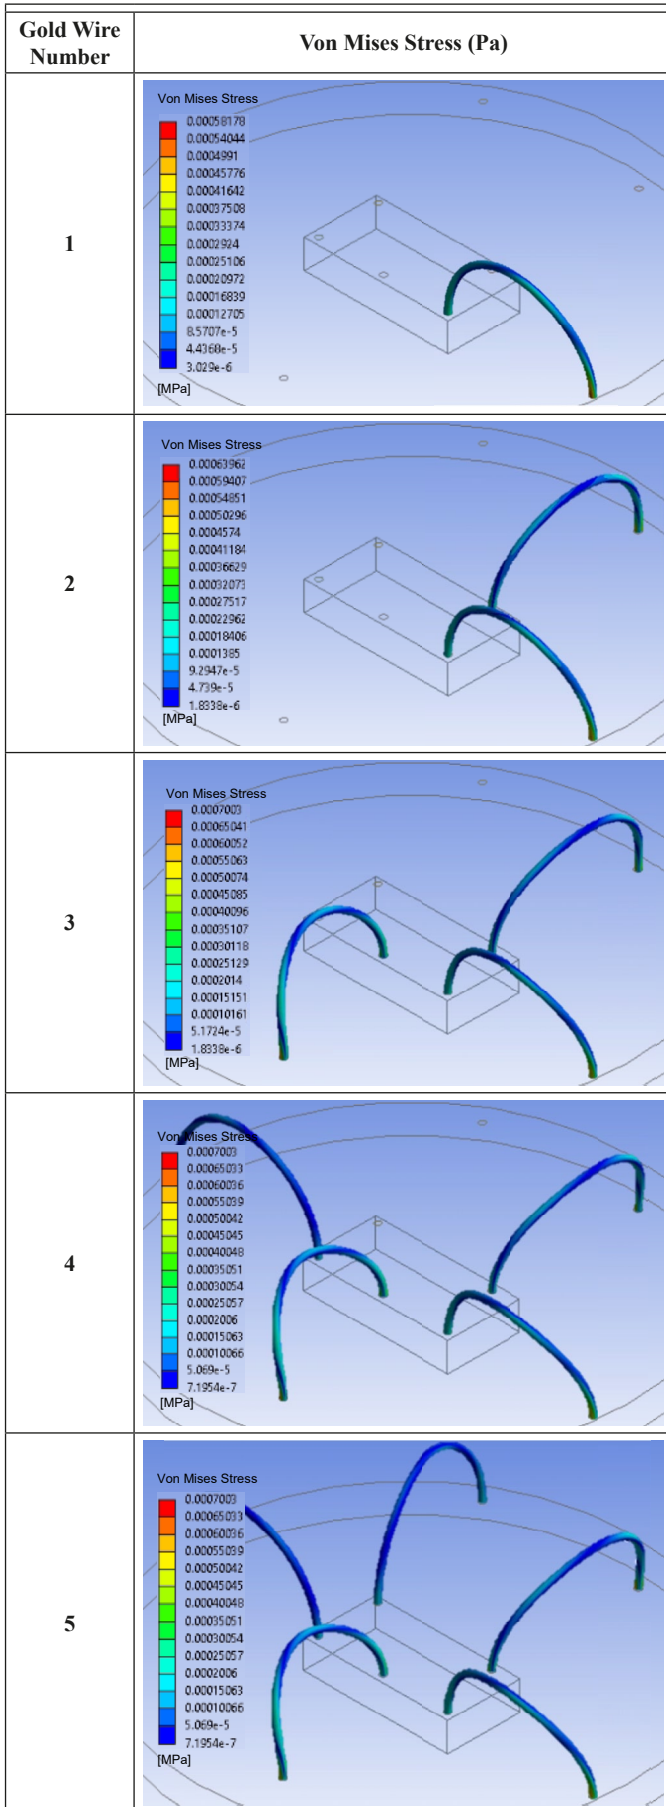 Gold Wire
Number
Von Mises Stress (Pa)
1
Von Mises Stress
0.00058178
0.00054044
0.0004991
0.00045776
0.00041642
0.00037508
0.00033374
0.0002924
0.00025106
0.00020972
0.00016839
0.00012705
8.5707e-5
4.4368e-5
3.029e-6
[MPa]
2
Von Mises Stress
0.00063962
0.00059407
0.00054851
0.00050296
0.0004574
0.00041184
0.00036629
0.00032073
0.00027517
0.00022962
0.00018406
0.0001385
9.2947e-5
4.739e-5
1.8338e-6
[MPa]
3
Von Mises Stress
0.0007003
0.00065041
0.00060052
0.00055063
0.00050074
0.00045085
0.00040096
0.00035107
0.00030118
0.00025129
0.0002014
0.00015151
0.00010161
5.1724e-5
1.8338e-6
[MPa]
4
Von Mises Stress
0.0007003
0.00065033
0.00060036
0.00055039
0.00050042
0.00045045
0.00040048
0.00035051
0.00030054
0.00025057
0.0002006
0.00015063
0.00010066
5.069e-5
7.1954e-7
[MPa]
5
Von Mises Stress
0.0007003
0.00065033
0.00060036
0.00055039
0.00050042
0.00045045
0.00040048
0.00035051
0.00030054
0.00025057
0.0002006
0.00015063
0.00010066
5.069e-5
7.1954e-7
[MPa]